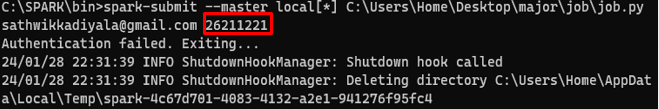 C:\SPARK\bin>spark-submit --master local[*] C:\Users\Home\Desktop\major\job\job.py
sathwikkadiyala@gmail.com 26211221
Authentication failed. Exiting...
24/01/28 22:31:39 INFO ShutdownHookManager: Shutdown hook called
24/01/28 22:31:39 INFO ShutdownHookManager: Deleting directory C:\Users\Home\AppDat
a\Local\Temp\spark-4c67d701-4083-4132-a2e1-941276f95fc4